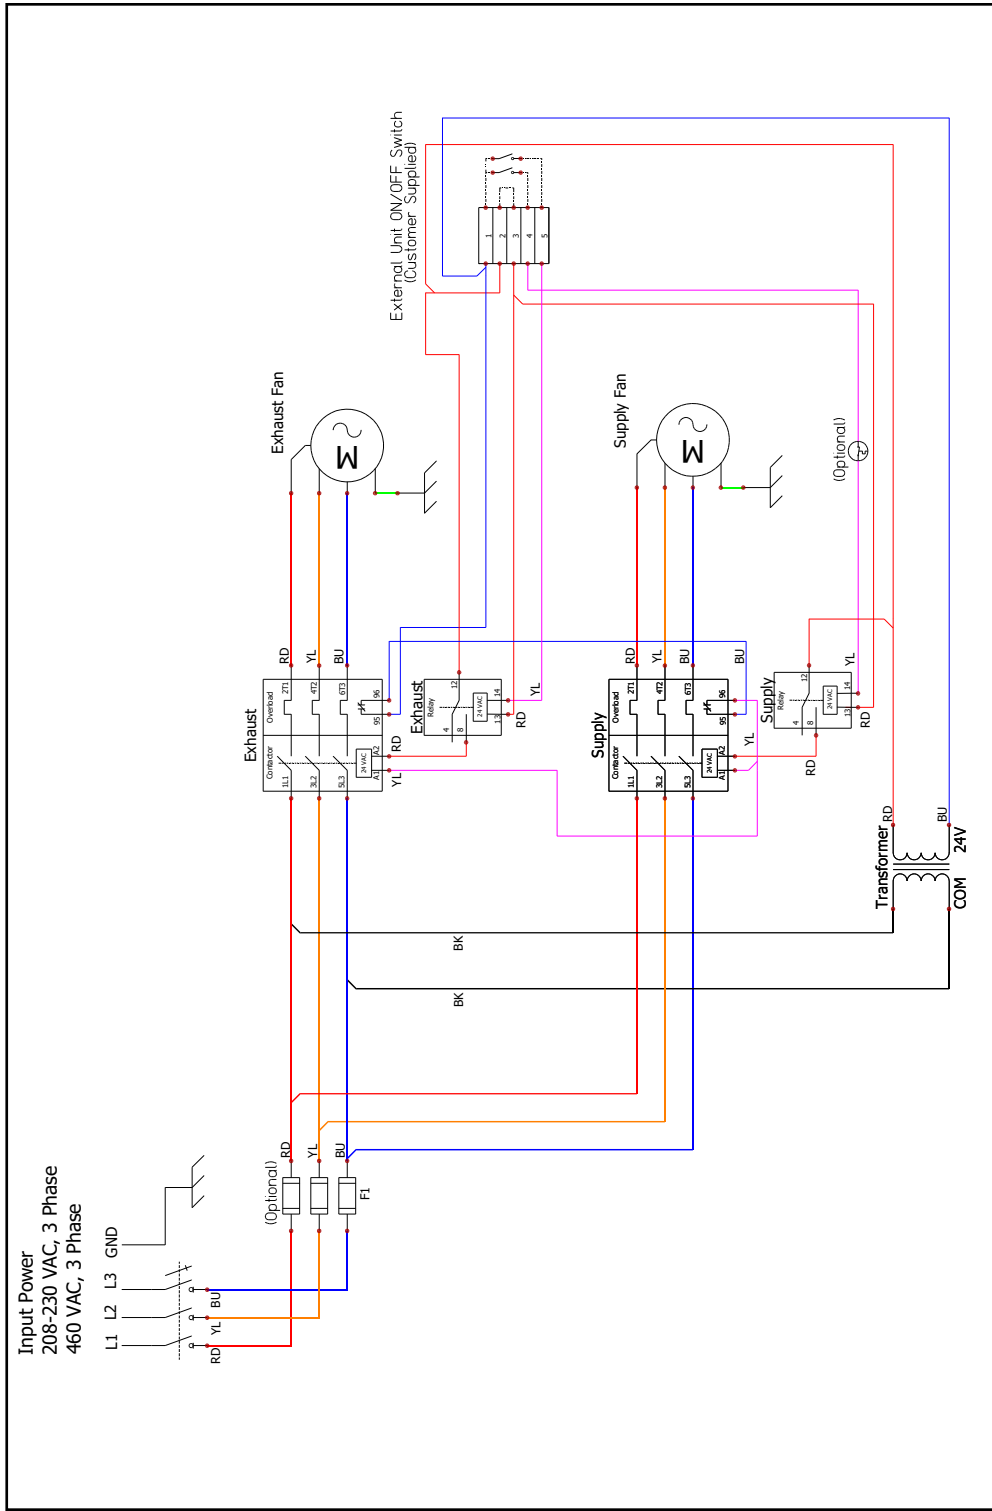 Input Power
208-230 VAC, 3 Phase
460 VAC, 3 Phase
L1
L2
L3
GND
RD
YL
BU
(Optional)
F1
RD
YL
BU
BK
BK
Exhaust
Contactor
Overload
1L1
3L2
5L3
2T1
4T2
6T3
24 VAC
A1
A2
95
96
RD
YL
BU
YL
RD
Exhaust Fan
M
Exhaust
Relay
4
8
12
24 VAC
13
14
RD
YL
External Unit ON/OFF Switch
(Customer Supplied)
1
2
3
4
5
Supply
Contactor
Overload
1L1
3L2
5L3
2T1
4T2
6T3
24 VAC
A1
A2
95
96
RD
YL
BU
BU
YL
RD
Supply Fan
M
Supply
Relay
4
8
12
24 VAC
13
14
RD
YL
(Optional)
Transformer
RD
BU
COM
24V